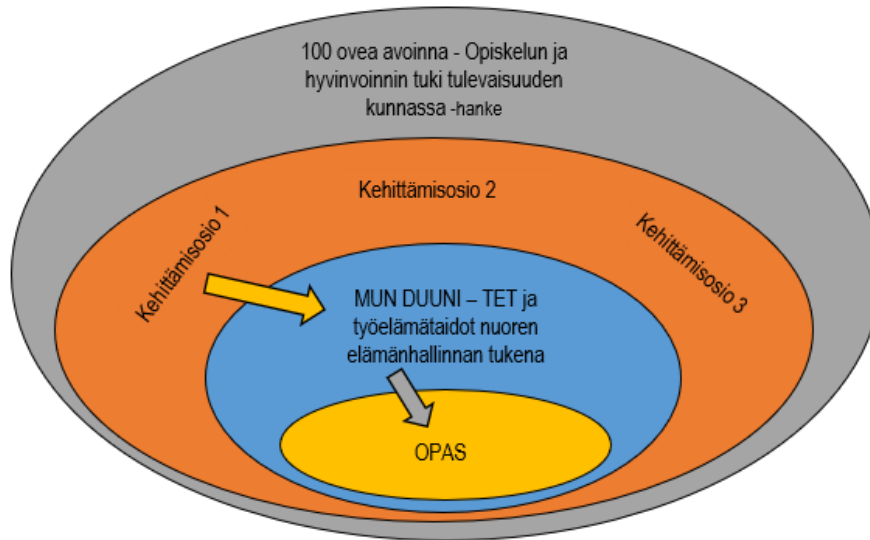 100 ovea avoinna - Opiskelun ja
hyvinvoinnin tuki tulevaisuuden
kunnassa -hanke
Kehittämisosio 1
Kehittämisosio 2
Kehittämisosio 3
MUN DUUNI – TET ja
työelämätaidot nuoren
elämänhallinnan tukena
OPAS